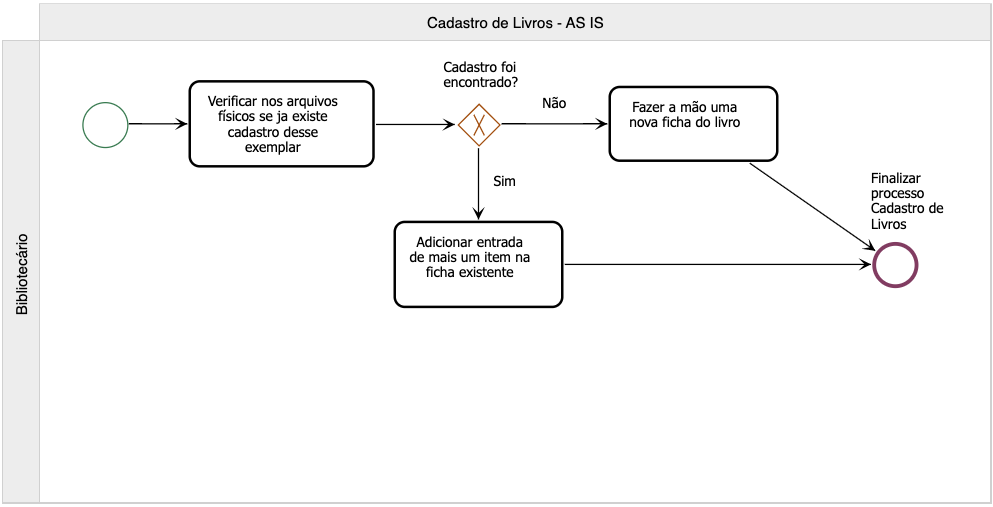 Cadastro de Livros - AS IS
Bibliotecário
Verificar nos arquivos
físicos se ja existe
cadastro desse
exemplar
Cadastro foi
encontrado?
Não
Fazer a mão uma
nova ficha do livro
Sim
Adicionar entrada
de mais um item na
ficha existente
Finalizar
processo
Cadastro de
Livros